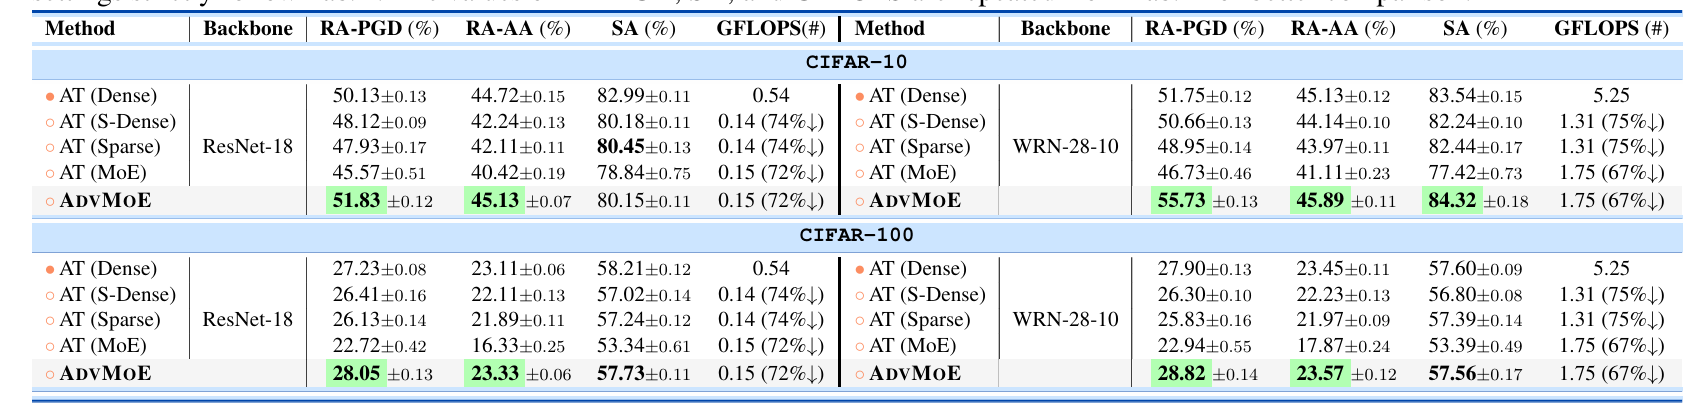 Method Backbone RA-PGD (%) RA-AA (%) SA (%) GFLOPS(#) Method Backbone RA-PGD (%) RA-AA (%) SA (%) GFLOPS (#)
CIFAR-10
● AT (Dense) 50.13±0.13 44.72±0.15 82.99±0.11 0.54 ● AT (Dense) 51.75±0.12 45.13±0.12 83.54±0.15 5.25
○ AT (S-Dense) 48.12±0.09 42.24±0.13 80.18±0.11 0.14 (74%↓) ○ AT (S-Dense) 50.66±0.13 44.14±0.10 82.24±0.10 1.31 (75%↓)
○ AT (Sparse) ResNet-18 47.93±0.17 42.11±0.11 80.45±0.13 0.14 (74%↓) ○ AT (Sparse) WRN-28-10 48.95±0.14 43.97±0.11 82.44±0.17 1.31 (75%↓)
○ AT (MoE) 45.57±0.51 40.42±0.19 78.84±0.75 0.15 (72%↓) ○ AT (MoE) 46.73±0.46 41.11±0.23 77.42±0.73 1.75 (67%↓)
○ ADVMOE 51.83 ±0.12 45.13 ±0.07 80.15±0.11 0.15 (72%↓) ○ ADVMOE 55.73 ±0.13 45.89 ±0.11 84.32 ±0.18 1.75 (67%↓)
CIFAR-100
● AT (Dense) 27.23±0.08 23.11±0.06 58.21±0.12 0.54 ● AT (Dense) 27.90±0.13 23.45±0.11 57.60±0.09 5.25
○ AT (S-Dense) 26.41±0.16 22.11±0.13 57.02±0.14 0.14 (74%↓) ○ AT (S-Dense) 26.30±0.10 22.23±0.13 56.80±0.08 1.31 (75%↓)
○ AT (Sparse) ResNet-18 26.13±0.14 21.89±0.11 57.24±0.12 0.14 (74%↓) ○ AT (Sparse) WRN-28-10 25.83±0.16 21.97±0.09 57.39±0.14 1.31 (75%↓)
○ AT (MoE) 22.72±0.42 16.33±0.25 53.34±0.61 0.15 (72%↓) ○ AT (MoE) 22.94±0.55 17.87±0.24 53.39±0.49 1.75 (67%↓)
○ ADVMOE 28.05 ±0.13 23.33 ±0.06 57.73±0.11 0.15 (72%↓) ○ ADVMOE 28.82 ±0.14 23.57 ±0.12 57.56±0.17 1.75 (67%↓)